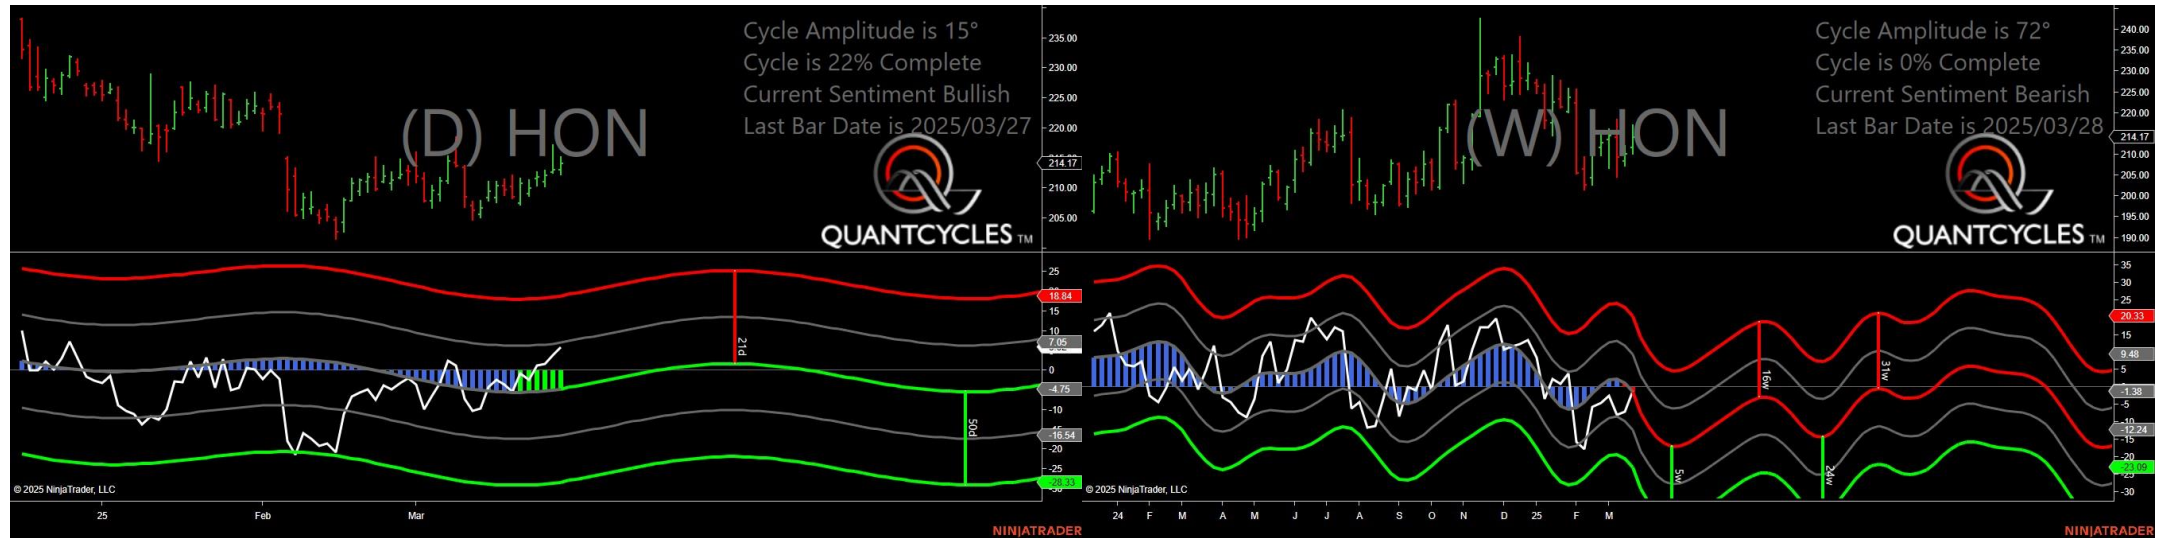 Cycle Amplitude is 15°
Cycle is 22% Complete
Current Sentiment Bullish
Last Bar Date is 2025/03/27
(D) HON
QUANTCYCLES TM
235.00
230.00
225.00
220.00
214.17
210.00
205.00
25
18.84
15
10
7.05
0
-4.75
-10
-16.54
-20
-25
-28.33
21d
50d
© 2025 NinjaTrader, LLC
25 Feb Mar
NINJATRADER
Cycle Amplitude is 72°
Cycle is 0% Complete
Current Sentiment Bearish
Last Bar Date is 2025/03/28
(W) HON
QUANTCYCLES TM
240.00
235.00
230.00
225.00
220.00
214.17
210.00
205.00
200.00
195.00
190.00
35
30
25
20.33
15
9.48
5
-1.38
-5
-12.24
-15
-20
-23.09
-30
5w
16w
24w
31w
© 2025 NinjaTrader, LLC
24 F M A M J J A S O N D 25 F M
NINJATRADER